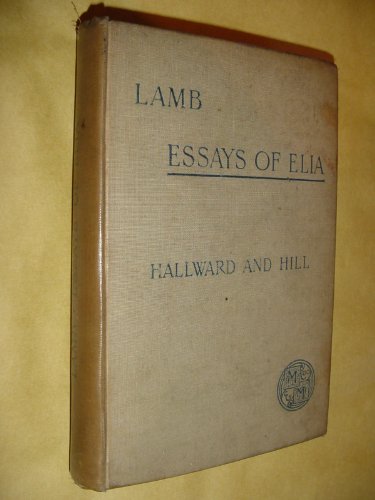 LAMB
ESSAYS OF ELIA
HALLWARD AND HILL
M
M